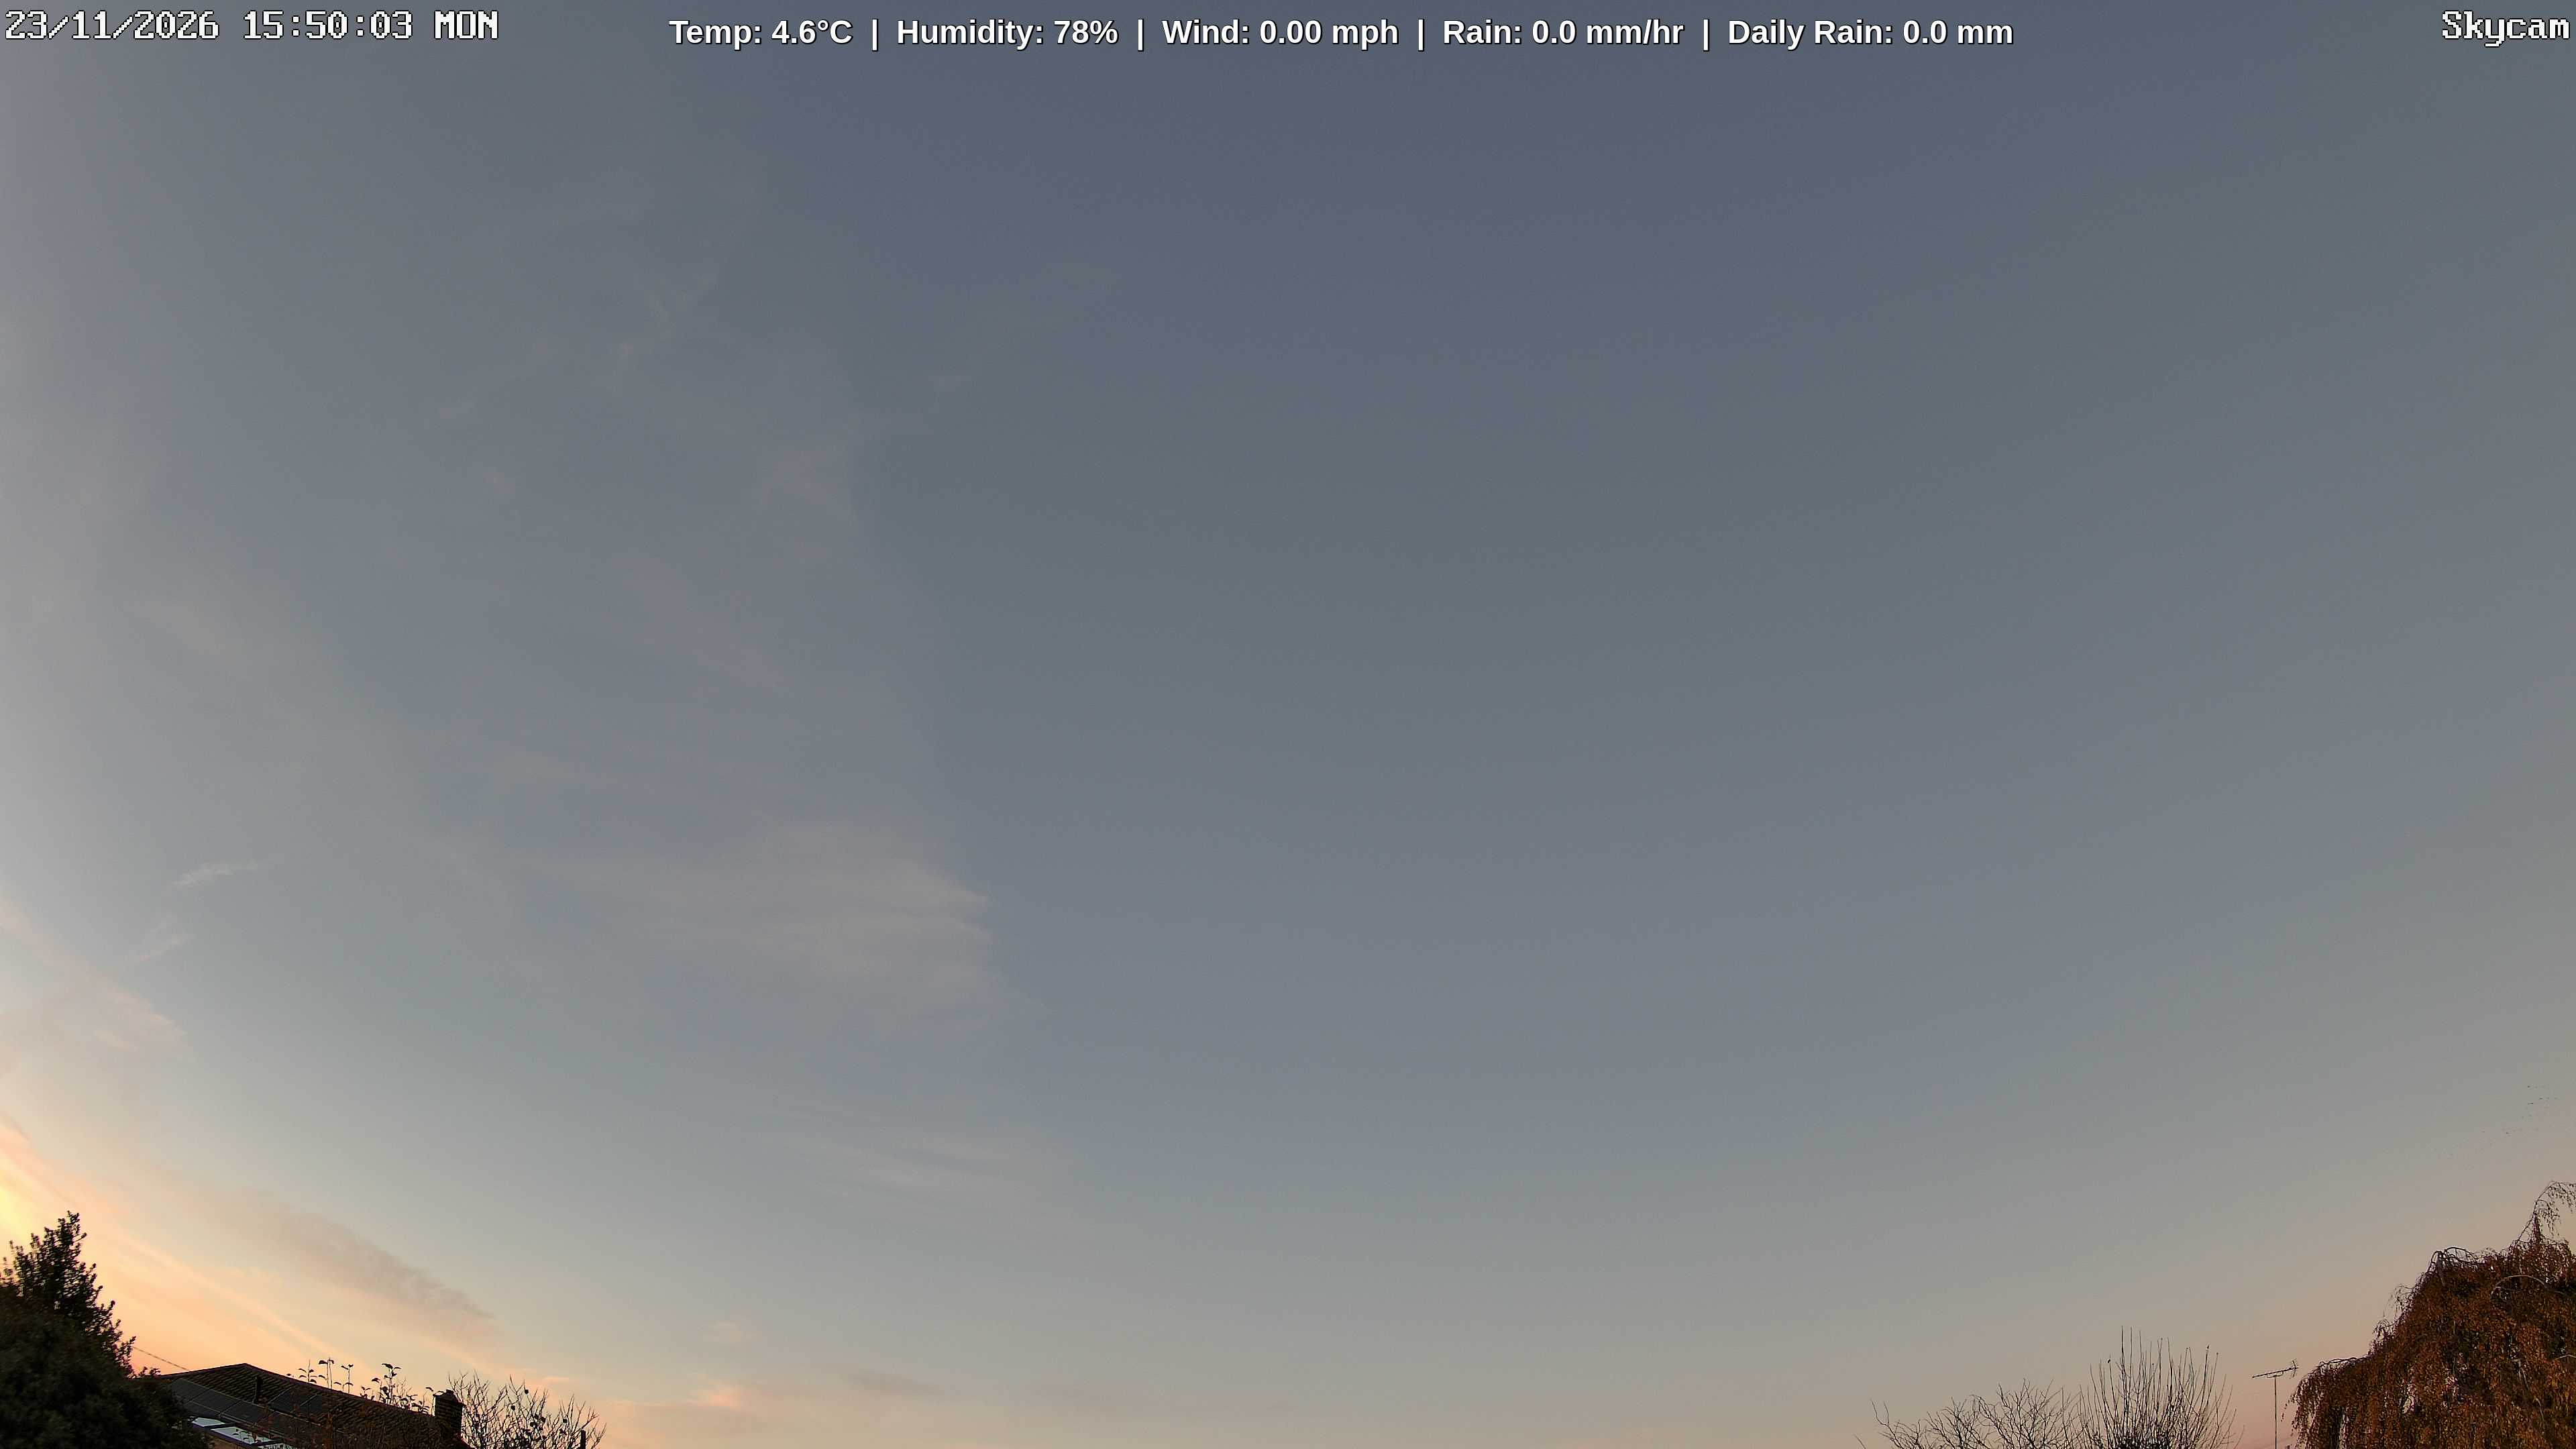 23/11/2026 15:50:03 MON
Temp: 4.6°C | Humidity: 78% | Wind: 0.00 mph | Rain: 0.0 mm/hr | Daily Rain: 0.0 mm
Skycam